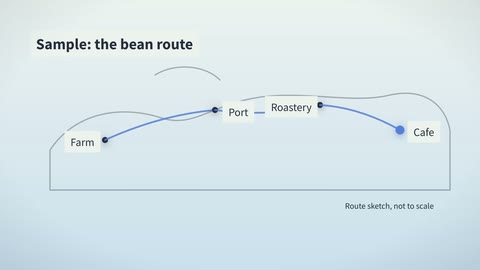 Sample: the bean route
Port
Roastery
Farm
Cafe
Route sketch, not to scale